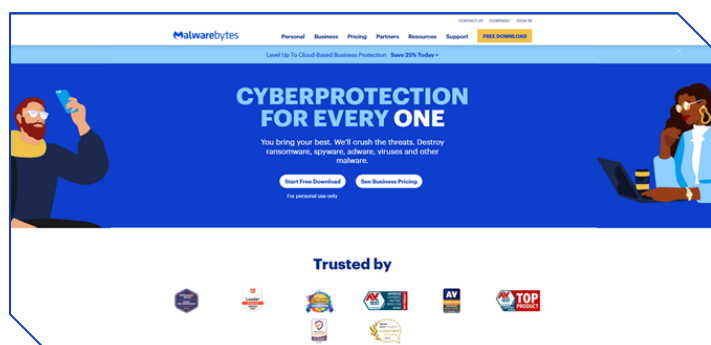 CONTACT US COMPANY SIGN IN
Malwarebytes
Personal Business Pricing Partners Resources Support FREE DOWNLOAD
Level Up To Cloud-Based Business Protection Save 25% Today >
CYBERPROTECTION
FOR EVERY ONE
You bring your best. We'll crush the threats. Destroy
ransomware, spyware, adware, viruses and other
malware.
Start Free Download See Business Pricing
For personal use only
Trusted by
Leader
AV
TOP
PRODUCT